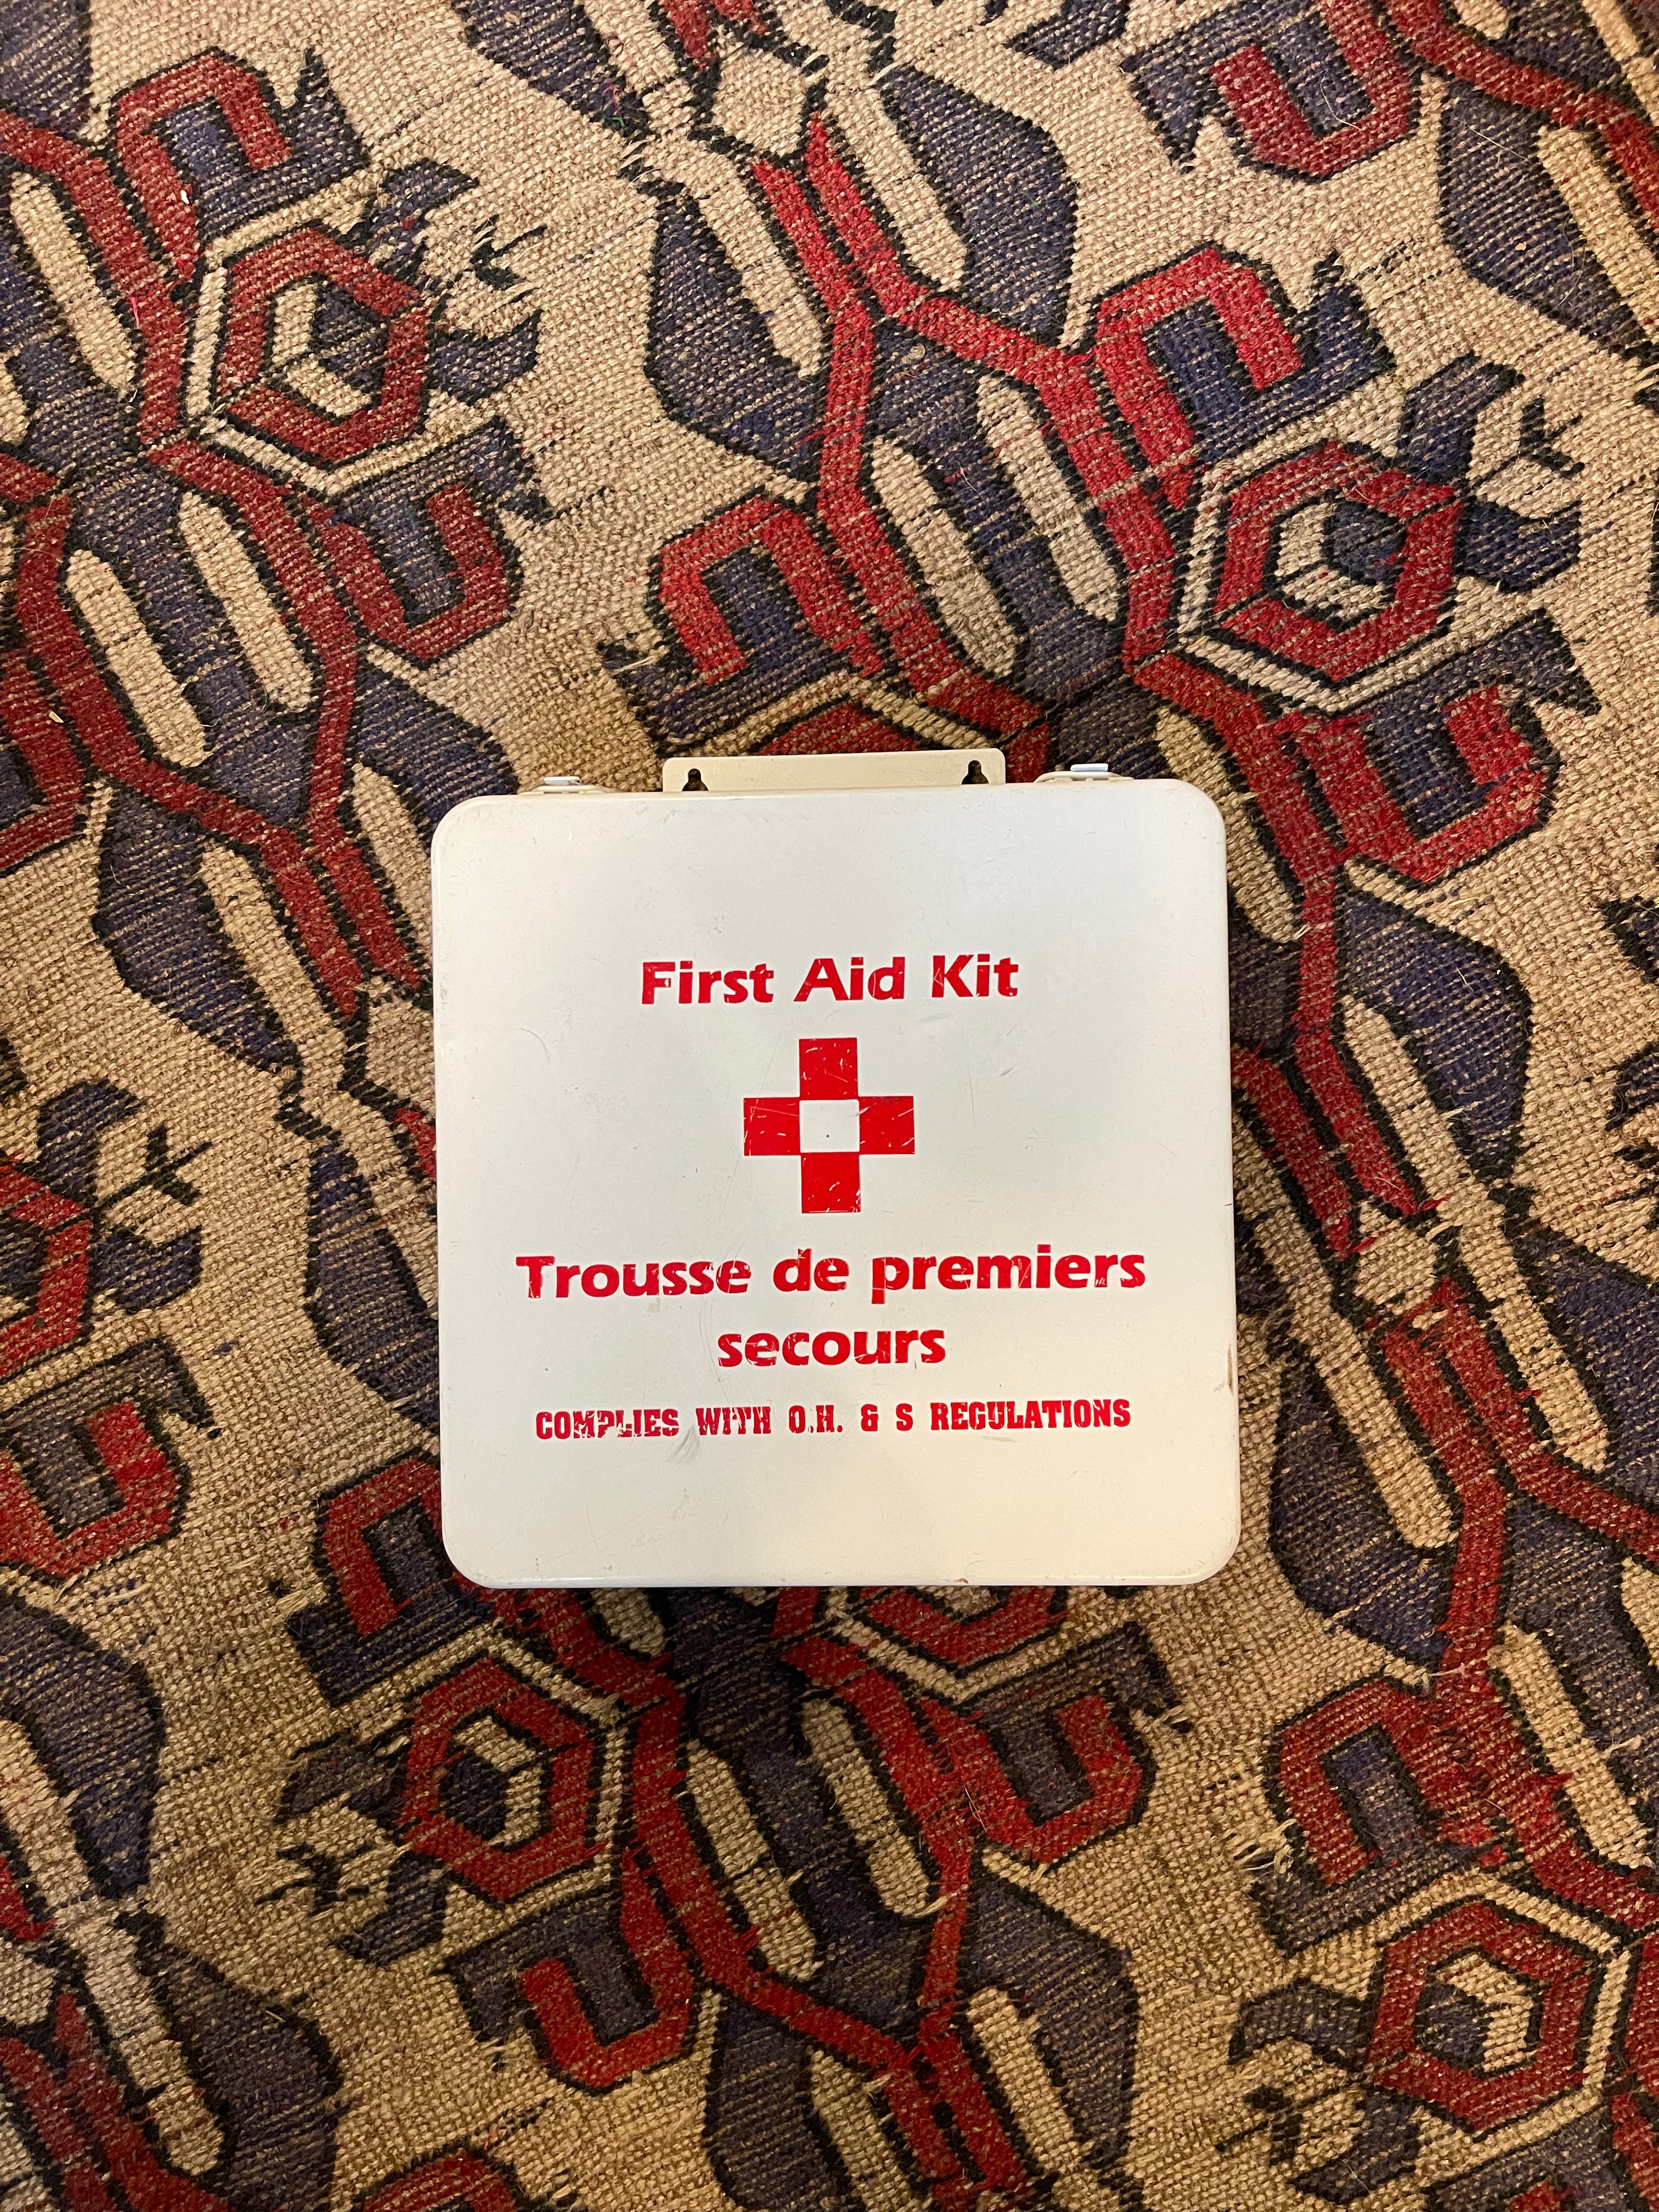 First Aid Kit
Trousse de premiers
secours
COMPLIES WITH O.H. & S REGULATIONS